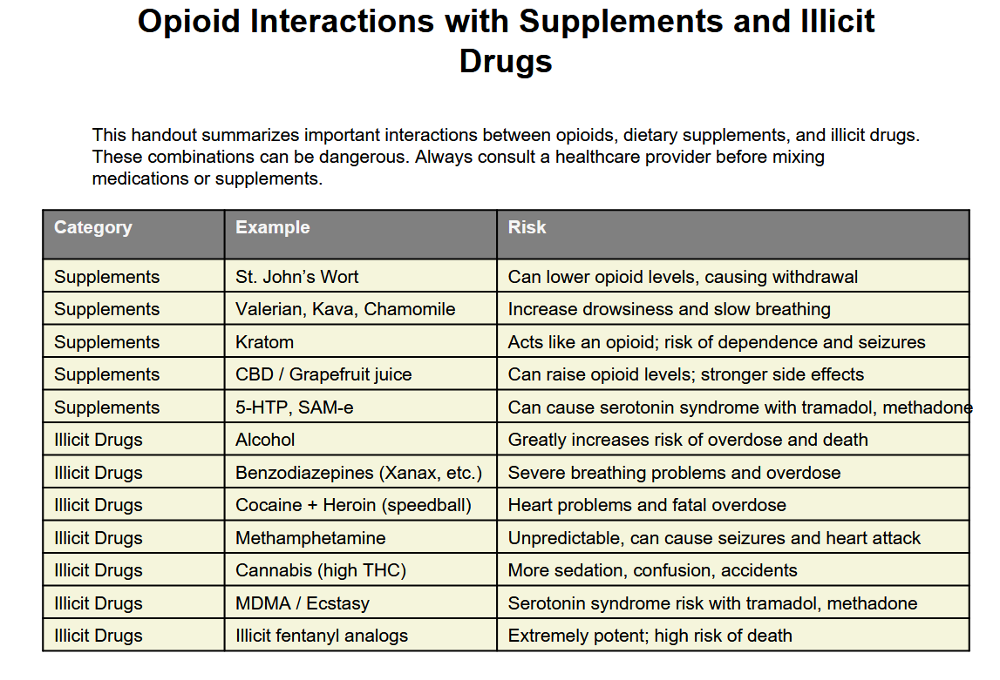 Opioid Interactions with Supplements and Illicit
Drugs
This handout summarizes important interactions between opioids, dietary supplements, and illicit drugs.
These combinations can be dangerous. Always consult a healthcare provider before mixing
medications or supplements.
Category Example Risk
Supplements St. John’s Wort Can lower opioid levels, causing withdrawal
Supplements Valerian, Kava, Chamomile Increase drowsiness and slow breathing
Supplements Kratom Acts like an opioid; risk of dependence and seizures
Supplements CBD / Grapefruit juice Can raise opioid levels; stronger side effects
Supplements 5-HTP, SAM-e Can cause serotonin syndrome with tramadol, methadone
Illicit Drugs Alcohol Greatly increases risk of overdose and death
Illicit Drugs Benzodiazepines (Xanax, etc.) Severe breathing problems and overdose
Illicit Drugs Cocaine + Heroin (speedball) Heart problems and fatal overdose
Illicit Drugs Methamphetamine Unpredictable, can cause seizures and heart attack
Illicit Drugs Cannabis (high THC) More sedation, confusion, accidents
Illicit Drugs MDMA / Ecstasy Serotonin syndrome risk with tramadol, methadone
Illicit Drugs Illicit fentanyl analogs Extremely potent; high risk of death